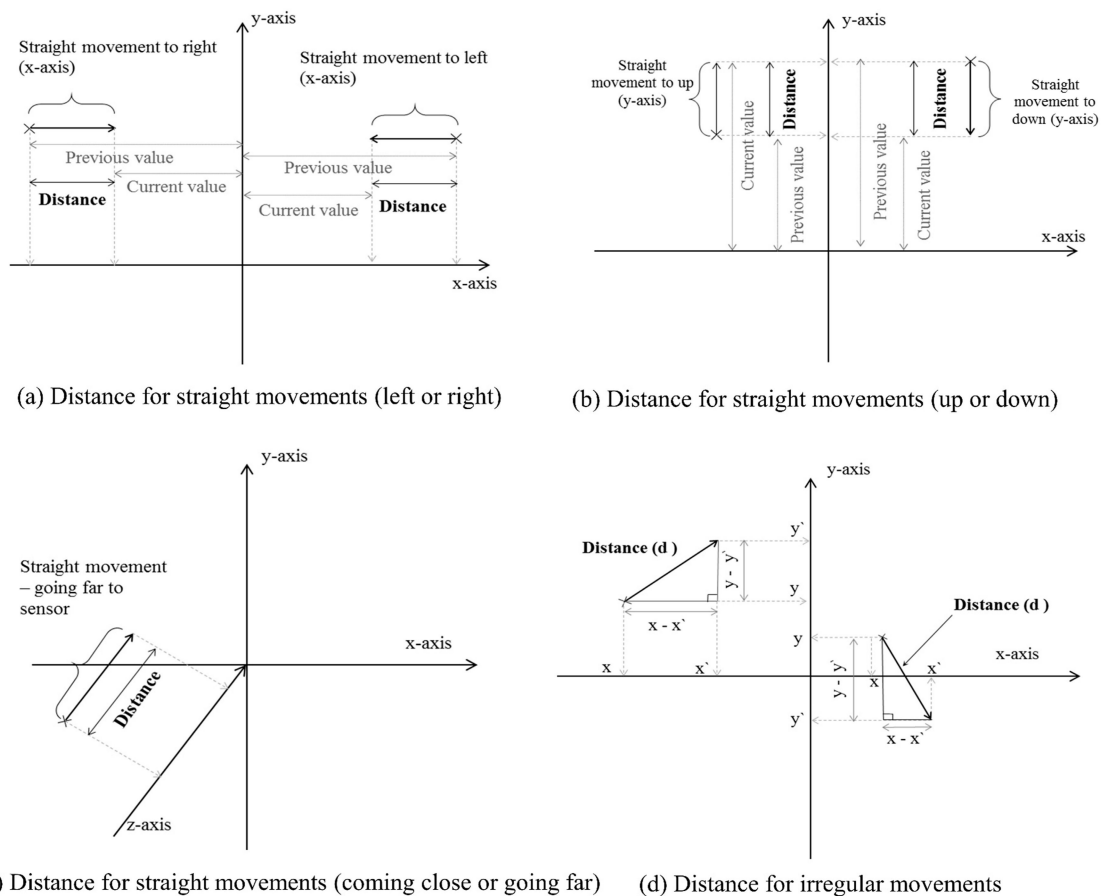 y-axis
Straight movement to right
(x-axis)
Straight movement to left
(x-axis)
Previous value
Current value
Distance
Previous value
Current value
Distance
x-axis
(a) Distance for straight movements (left or right)
y-axis
Straight
movement to up
(y-axis)
Current value
Distance
Previous value
Previous value
Distance
Current value
Straight
movement to
down (y-axis)
x-axis
(b) Distance for straight movements (up or down)
y-axis
Straight movement
– going far to
sensor
Distance
x-axis
z-axis
) Distance for straight movements (coming close or going far)
y-axis
y`
Distance (d )
y - y`
y
x - x`
x
x`
Distance (d )
y
x-axis
y - y`
x
x`
y`
x - x`
(d) Distance for irregular movements